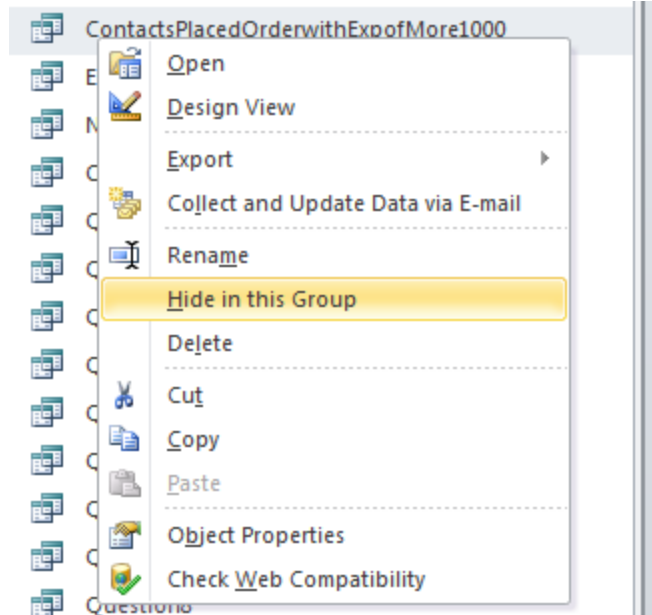 ContactsPlacedOrderwithExpofMore1000
Open
E
Design View
N
Export
C
Collect and Update Data via E-mail
Q
Rename
Q
Hide in this Group
Q
Delete
Q
Cut
Q
Copy
Q
Paste
Q
Object Properties
Q
Check Web Compatibility
Question8